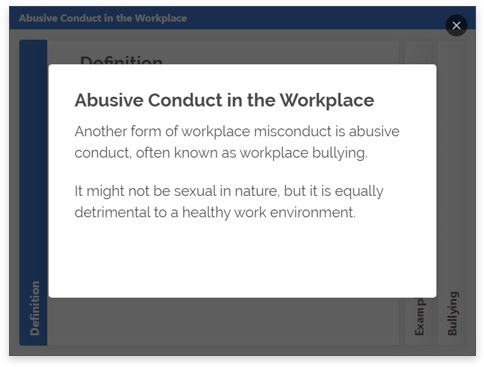 Abusive Conduct in the Workplace
Definition
Abusive Conduct in the Workplace
Another form of workplace misconduct is abusive
conduct, often known as workplace bullying.
It might not be sexual in nature, but it is equally
detrimental to a healthy work environment.
Definition
Examp
Bullying